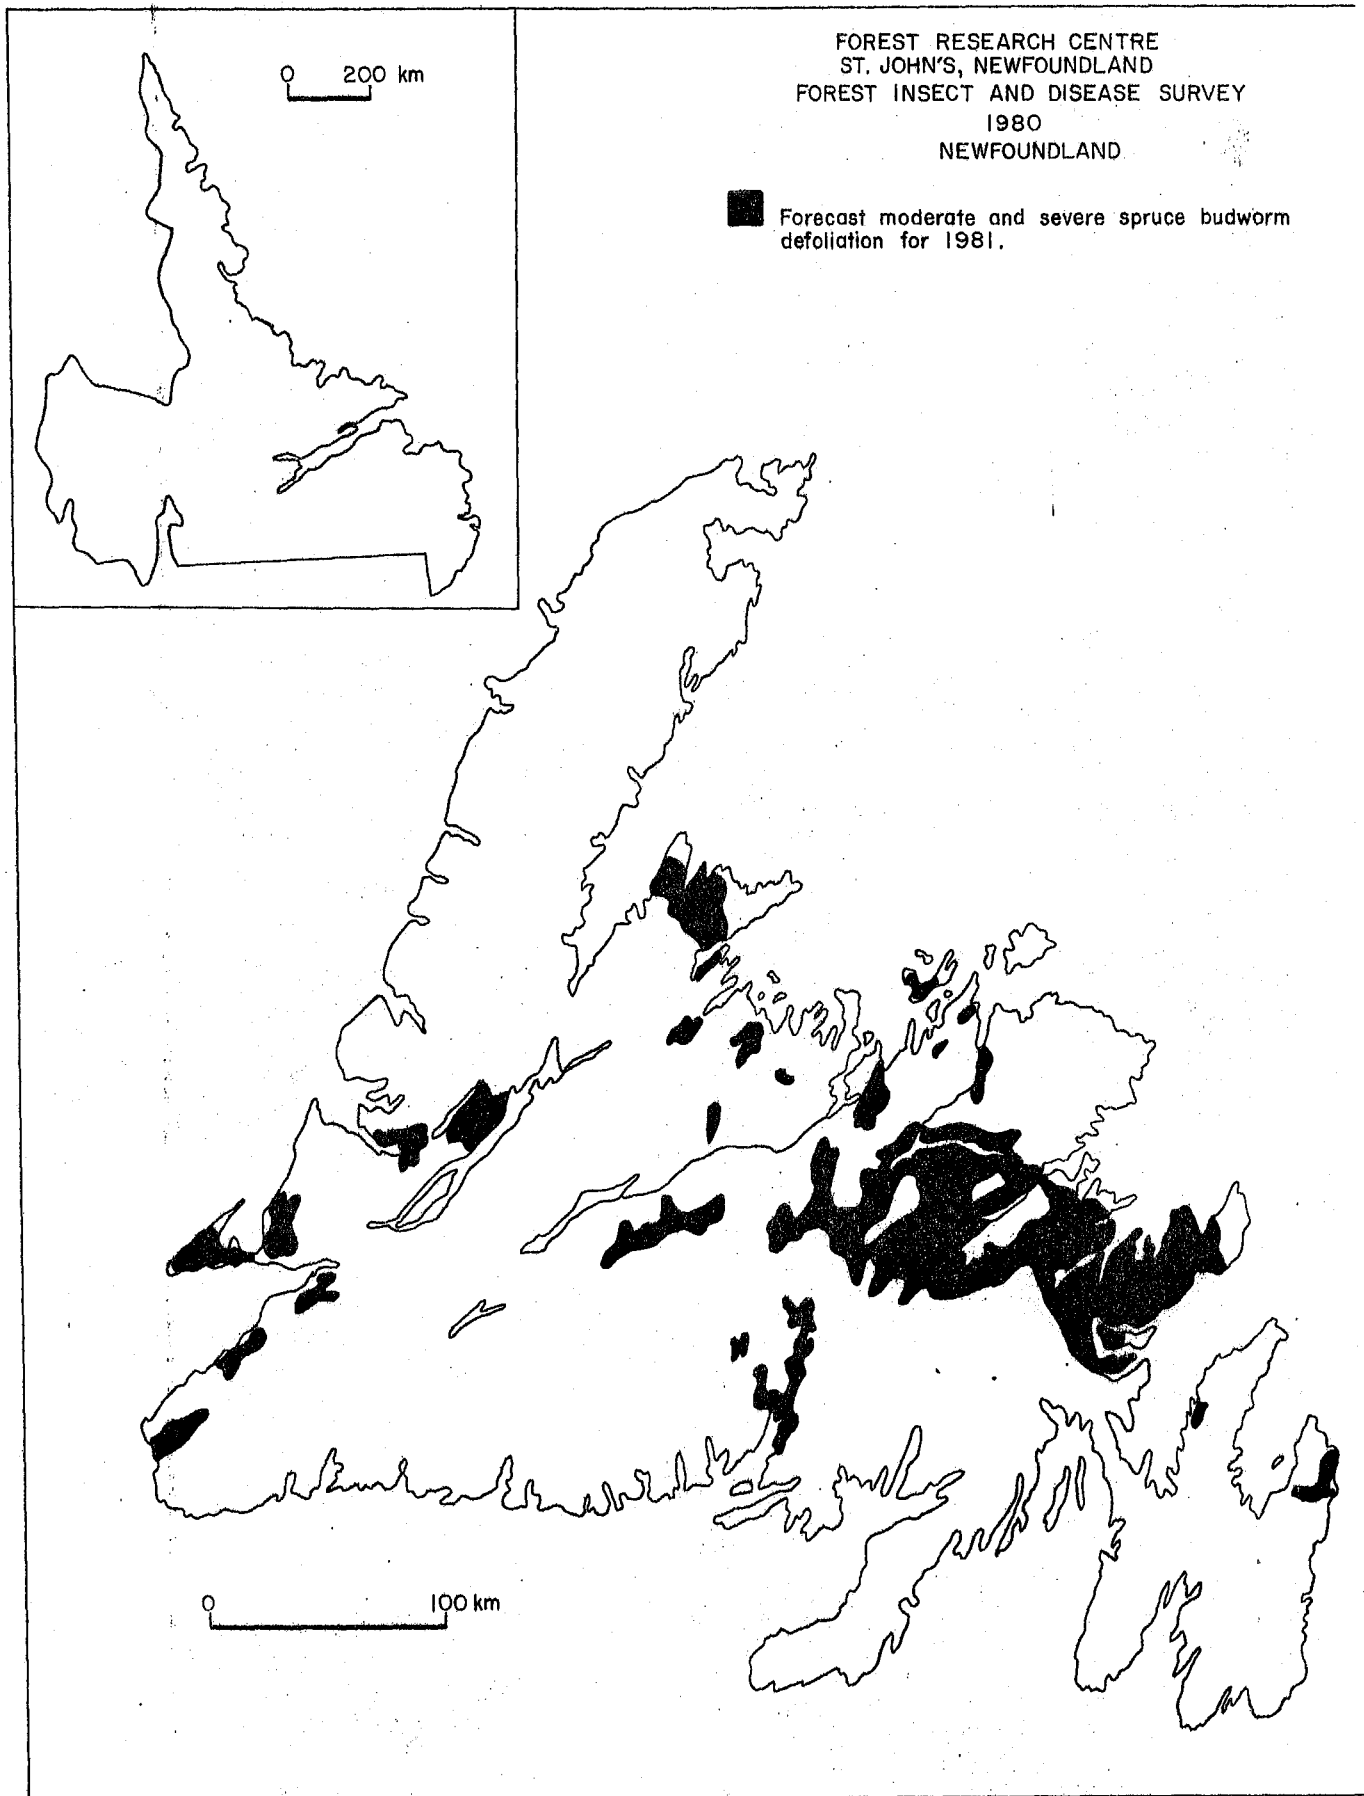 0 200 km
FOREST RESEARCH CENTRE
ST. JOHN'S, NEWFOUNDLAND
FOREST INSECT AND DISEASE SURVEY
1980
NEWFOUNDLAND
Forecast moderate and severe spruce budworm
defoliation for 1981.
0 100 km